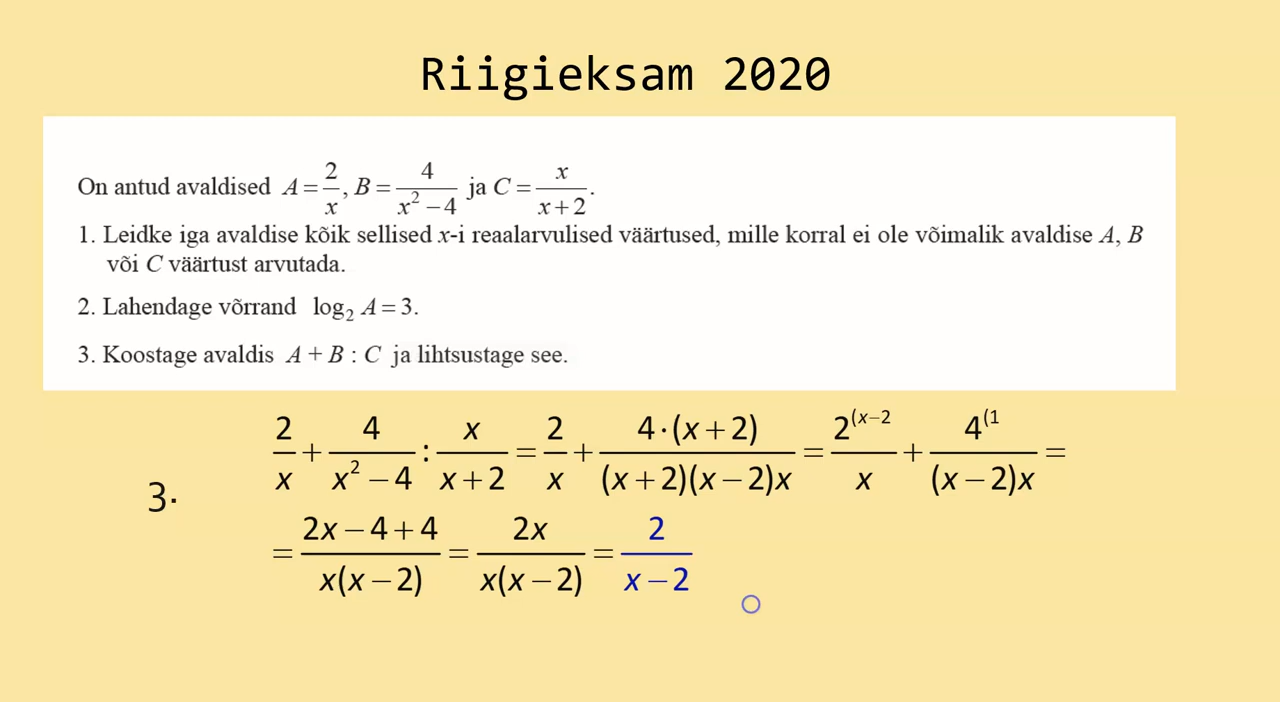 Riigieksam 2020
On antud avaldised A = 2/x, B = 4/(x² − 4) ja C = x/(x + 2).
1. Leidke iga avaldise kõik sellised x-i reaalarvulised väärtused, mille korral ei ole võimalik avaldise A, B
või C väärtust arvutada.
2. Lahendage võrrand log₂ A = 3.
3. Koostage avaldis A + B : C ja lihtsustage see.
3. 2/x + 4/(x² − 4) : x/(x + 2) = 2/x + 4·(x + 2)/((x + 2)(x − 2)x) = 2^(x−2/x + 4^(1/((x − 2)x) =
= (2x − 4 + 4)/(x(x − 2)) = 2x/(x(x − 2)) = 2/(x − 2)